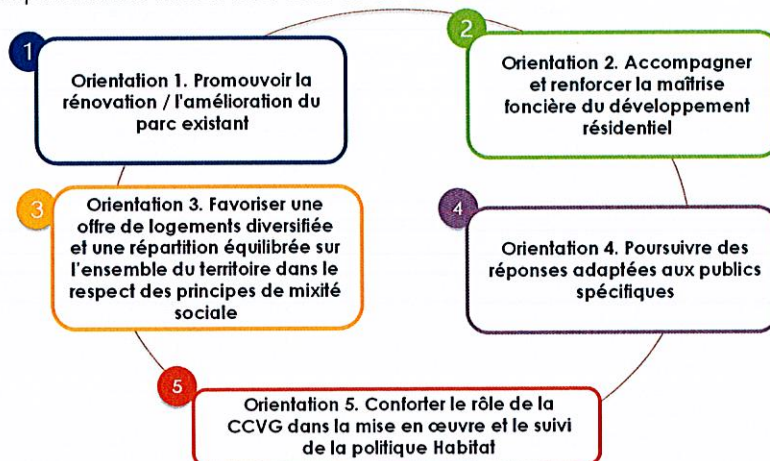 1
Orientation 1. Promouvoir la
rénovation / l'amélioration du
parc existant
2
Orientation 2. Accompagner
et renforcer la maîtrise
foncière du développement
résidentiel
3
Orientation 3. Favoriser une
offre de logements diversifiée
et une répartition équilibrée sur
l'ensemble du territoire dans le
respect des principes de mixité
sociale
4
Orientation 4. Poursuivre des
réponses adaptées aux publics
spécifiques
5
Orientation 5. Conforter le rôle de la
CCVG dans la mise en œuvre et le suivi
de la politique Habitat